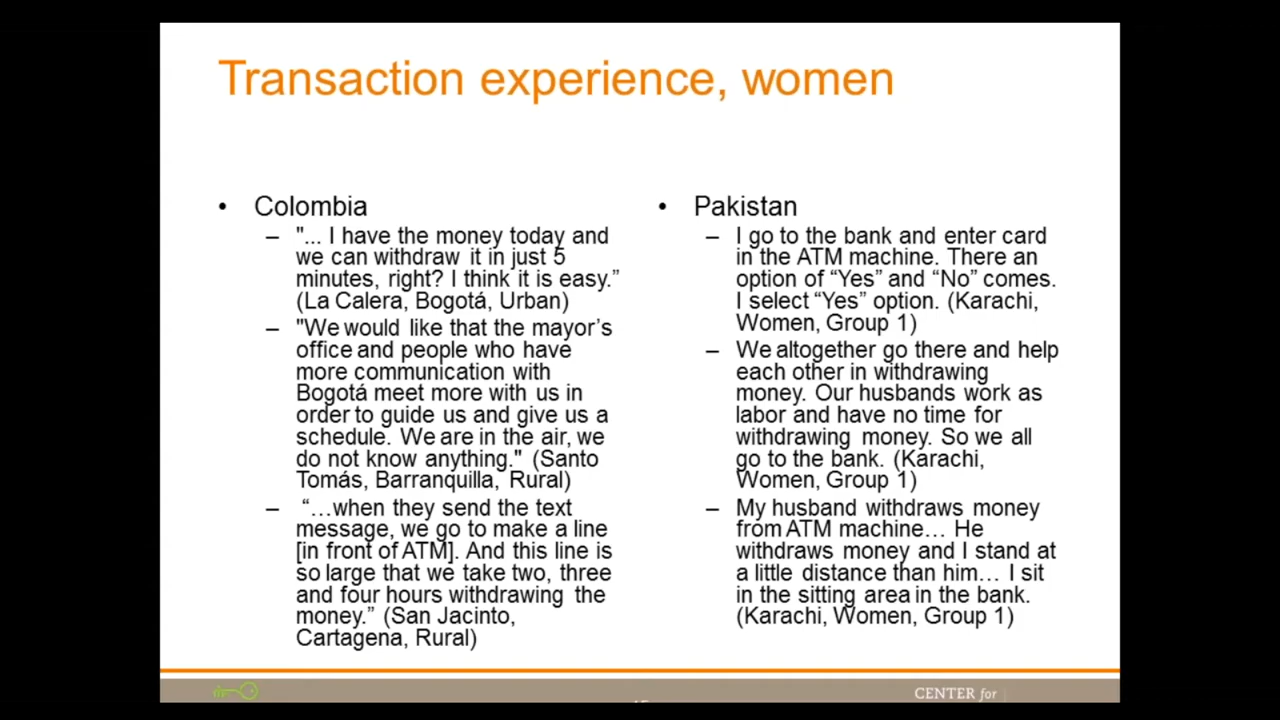 Transaction experience, women
• Colombia
– "... I have the money today and
we can withdraw it in just 5
minutes, right? I think it is easy.”
(La Calera, Bogotá, Urban)
– "We would like that the mayor’s
office and people who have
more communication with
Bogotá meet more with us in
order to guide us and give us a
schedule. We are in the air, we
do not know anything." (Santo
Tomás, Barranquilla, Rural)
– “…when they send the text
message, we go to make a line
[in front of ATM]. And this line is
so large that we take two, three
and four hours withdrawing the
money.” (San Jacinto,
Cartagena, Rural)
• Pakistan
– I go to the bank and enter card
in the ATM machine. There an
option of “Yes” and “No” comes.
I select “Yes” option. (Karachi,
Women, Group 1)
– We altogether go there and help
each other in withdrawing
money. Our husbands work as
labor and have no time for
withdrawing money. So we all
go to the bank. (Karachi,
Women, Group 1)
– My husband withdraws money
from ATM machine… He
withdraws money and I stand at
a little distance than him… I sit
in the sitting area in the bank.
(Karachi, Women, Group 1)
CENTER for